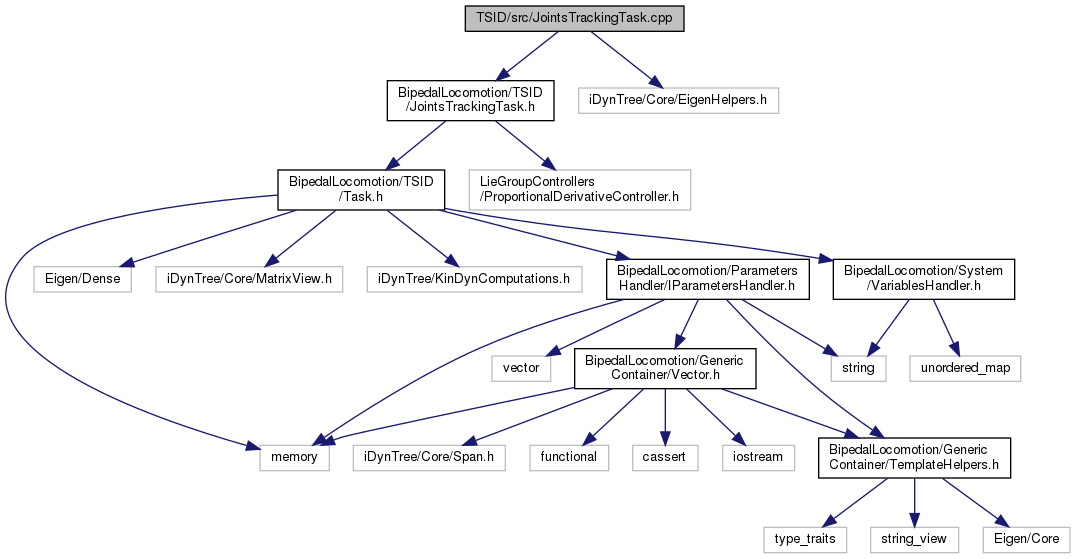 TSID/src/JointsTrackingTask.cpp
BipedalLocomotion/TSID
/JointsTrackingTask.h
iDynTree/Core/EigenHelpers.h
BipedalLocomotion/TSID
/Task.h
LieGroupControllers
/ProportionalDerivativeController.h
Eigen/Dense
iDynTree/Core/MatrixView.h
iDynTree/KinDynComputations.h
BipedalLocomotion/Parameters
Handler/IParametersHandler.h
BipedalLocomotion/System
/VariablesHandler.h
vector
BipedalLocomotion/Generic
Container/Vector.h
string
unordered_map
memory
iDynTree/Core/Span.h
functional
cassert
iostream
BipedalLocomotion/Generic
Container/TemplateHelpers.h
type_traits
string_view
Eigen/Core